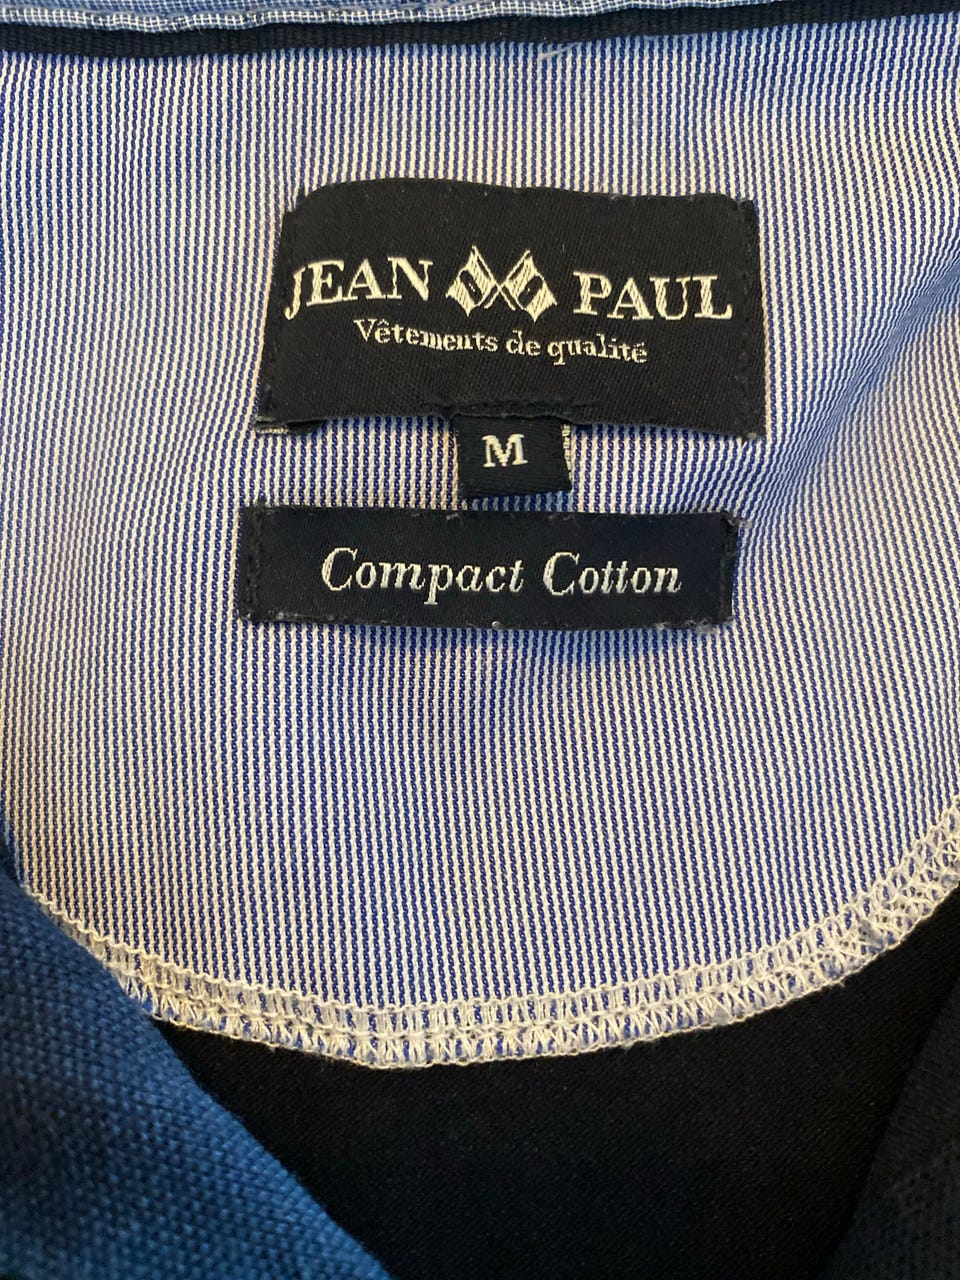 JEAN PAUL
Vêtements de qualité
M
Compact Cotton